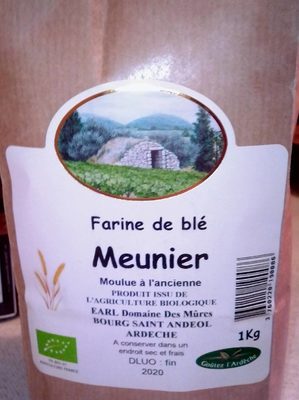 Farine de blé
Meunier
Moulue à l'ancienne
PRODUIT ISSU DE
L'AGRICULTURE BIOLOGIQUE
EARL Domaine Des Mûres
BOURG SAINT ANDEOL
ARDECHE
A conserver dans un
endroit sec et frais
DLUO : fin
2020
1Kg
Goûtez l'Ardèche